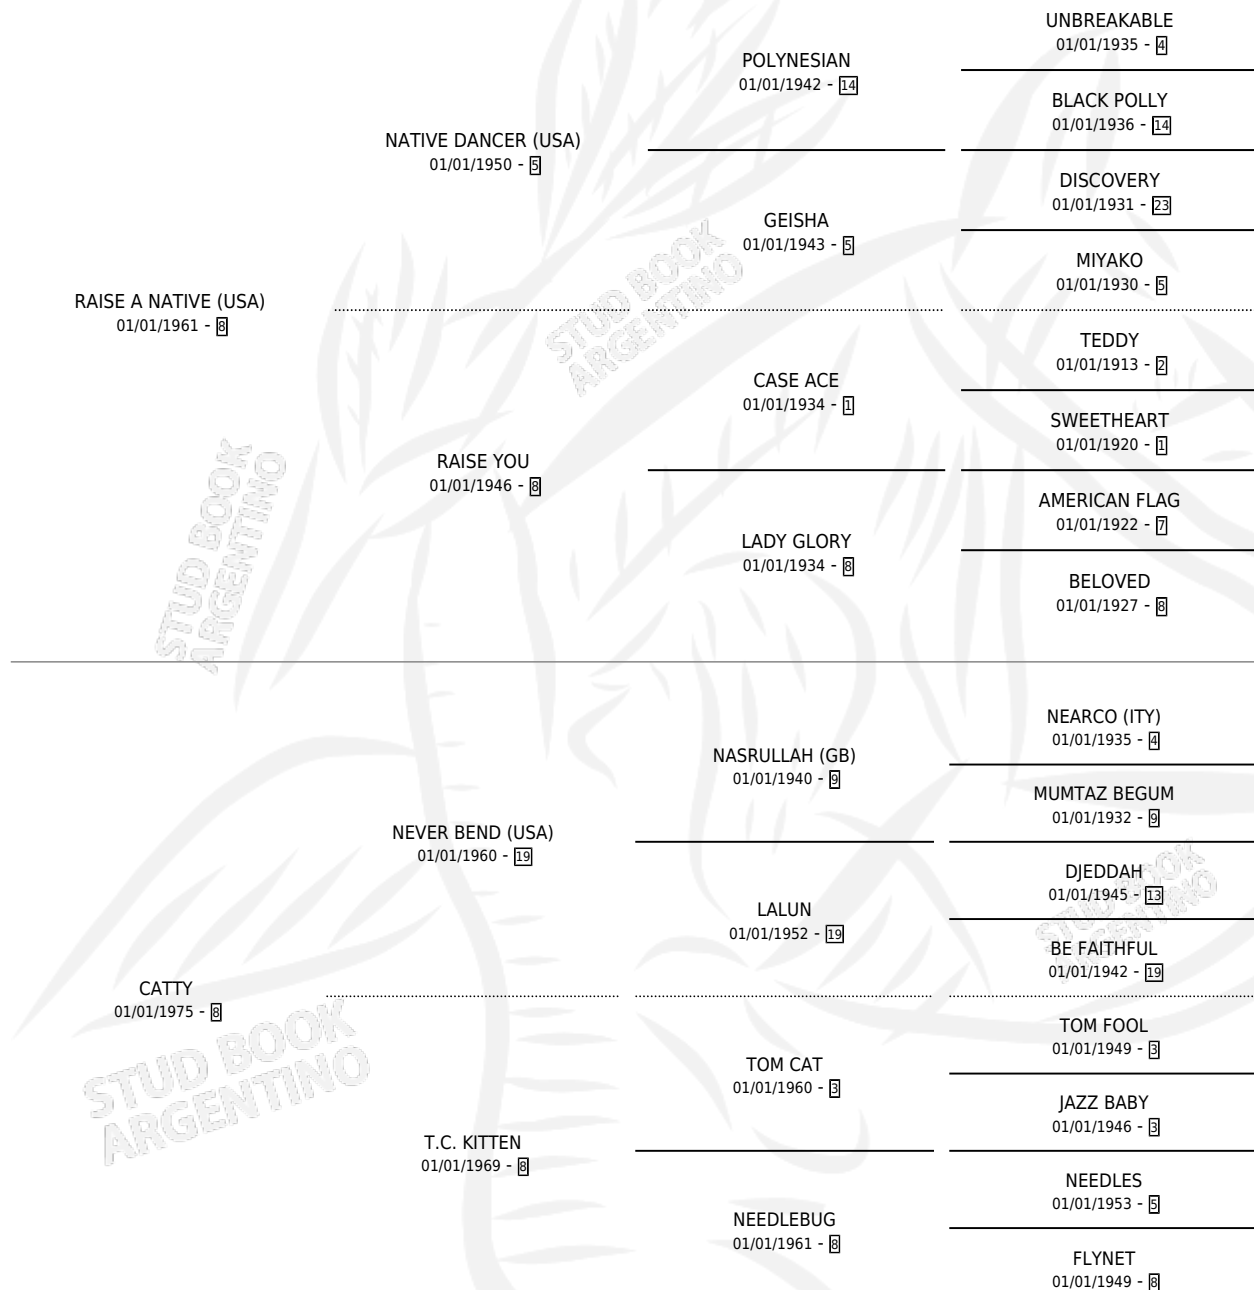 UNBREAKABLE
01/01/1935 - 4
POLYNESIAN
01/01/1942 - 14
BLACK POLLY
01/01/1936 - 14
NATIVE DANCER (USA)
01/01/1950 - 5
DISCOVERY
01/01/1931 - 23
GEISHA
01/01/1943 - 5
MIYAKO
01/01/1930 - 5
RAISE A NATIVE (USA)
01/01/1961 - 8
STUD BOOK
ARGENTINO
TEDDY
01/01/1913 - 2
CASE ACE
01/01/1934 - 1
SWEETHEART
01/01/1920 - 1
RAISE YOU
01/01/1946 - 8
AMERICAN FLAG
01/01/1922 - 7
LADY GLORY
01/01/1934 - 8
BELOVED
01/01/1927 - 8
STUD BOOK
ARGENTINO
NEARCO (ITY)
01/01/1935 - 4
NASRULLAH (GB)
01/01/1940 - 9
MUMTAZ BEGUM
01/01/1932 - 9
NEVER BEND (USA)
01/01/1960 - 19
DJEDDAH
01/01/1945 - 13
LALUN
01/01/1952 - 19
BE FAITHFUL
01/01/1942 - 19
STUD BOOK
ARGENTINO
CATTY
01/01/1975 - 8
STUD BOOK
ARGENTINO
TOM FOOL
01/01/1949 - 3
TOM CAT
01/01/1960 - 3
JAZZ BABY
01/01/1946 - 3
T.C. KITTEN
01/01/1969 - 8
NEEDLES
01/01/1953 - 5
NEEDLEBUG
01/01/1961 - 8
FLYNET
01/01/1949 - 8